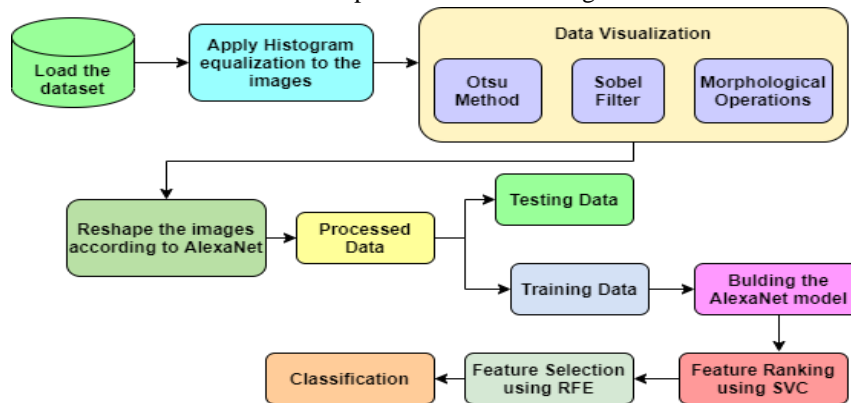 Load the
dataset
Apply Histogram
equalization to the
images
Data Visualization
Otsu
Method
Sobel
Filter
Morphological
Operations
Reshape the images
according to AlexaNet
Processed
Data
Testing Data
Training Data
Bulding the
AlexaNet model
Feature Ranking
using SVC
Feature Selection
using RFE
Classification